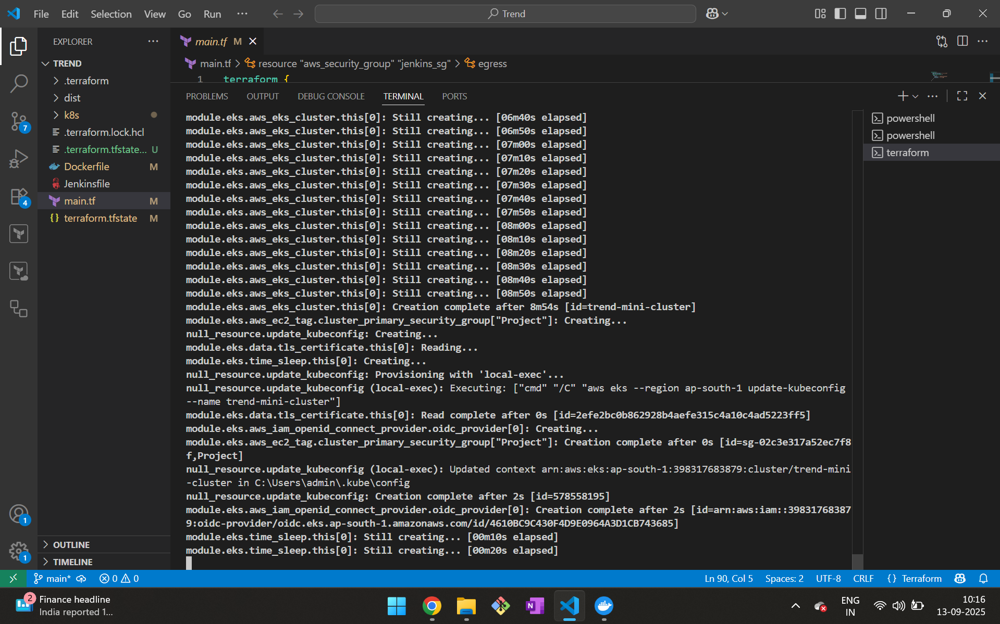 File Edit Selection View Go Run ···
Trend
EXPLORER ···
main.tf M
TREND
main.tf > resource "aws_security_group" "jenkins_sg" > egress
1 terraform {
.terraform
dist
k8s
.terraform.lock.hcl
.terraform.tfstate... U
Dockerfile M
Jenkinsfile
main.tf M
terraform.tfstate M
7
4
1
1
OUTLINE
TIMELINE
PROBLEMS OUTPUT DEBUG CONSOLE TERMINAL PORTS
powershell
powershell
terraform
module.eks.aws_eks_cluster.this[0]: Still creating... [06m40s elapsed]
module.eks.aws_eks_cluster.this[0]: Still creating... [06m50s elapsed]
module.eks.aws_eks_cluster.this[0]: Still creating... [07m00s elapsed]
module.eks.aws_eks_cluster.this[0]: Still creating... [07m10s elapsed]
module.eks.aws_eks_cluster.this[0]: Still creating... [07m20s elapsed]
module.eks.aws_eks_cluster.this[0]: Still creating... [07m30s elapsed]
module.eks.aws_eks_cluster.this[0]: Still creating... [07m40s elapsed]
module.eks.aws_eks_cluster.this[0]: Still creating... [07m50s elapsed]
module.eks.aws_eks_cluster.this[0]: Still creating... [08m00s elapsed]
module.eks.aws_eks_cluster.this[0]: Still creating... [08m10s elapsed]
module.eks.aws_eks_cluster.this[0]: Still creating... [08m20s elapsed]
module.eks.aws_eks_cluster.this[0]: Still creating... [08m30s elapsed]
module.eks.aws_eks_cluster.this[0]: Still creating... [08m40s elapsed]
module.eks.aws_eks_cluster.this[0]: Still creating... [08m50s elapsed]
module.eks.aws_eks_cluster.this[0]: Creation complete after 8m54s [id=trend-mini-cluster]
module.eks.aws_ec2_tag.cluster_primary_security_group["Project"]: Creating...
null_resource.update_kubeconfig: Creating...
module.eks.data.tls_certificate.this[0]: Reading...
module.eks.time_sleep.this[0]: Creating...
null_resource.update_kubeconfig: Provisioning with 'local-exec'...
null_resource.update_kubeconfig (local-exec): Executing: ["cmd" "/C" "aws eks --region ap-south-1 update-kubeconfig
--name trend-mini-cluster"]
module.eks.data.tls_certificate.this[0]: Read complete after 0s [id=2efe2bc0b862928b4aefe315c4a10c4ad5223ff5]
module.eks.aws_iam_openid_connect_provider.oidc_provider[0]: Creating...
module.eks.aws_ec2_tag.cluster_primary_security_group["Project"]: Creation complete after 0s [id=sg-02c3e317a52ec7f8
f,Project]
null_resource.update_kubeconfig (local-exec): Updated context arn:aws:eks:ap-south-1:398317683879:cluster/trend-mini
-cluster in C:\Users\admin\.kube\config
null_resource.update_kubeconfig: Creation complete after 2s [id=578558195]
module.eks.aws_iam_openid_connect_provider.oidc_provider[0]: Creation complete after 2s [id=arn:aws:iam::39831768387
9:oidc-provider/oidc.eks.ap-south-1.amazonaws.com/id/4610BC9C430F4D9E0964A3D1CB743685]
module.eks.time_sleep.this[0]: Still creating... [00m10s elapsed]
module.eks.time_sleep.this[0]: Still creating... [00m20s elapsed]
main* 0 0
Ln 90, Col 5 Spaces: 2 UTF-8 CRLF {} Terraform
2 Finance headline
India reported 1...
N
ENG
IN
10:16
13-09-2025